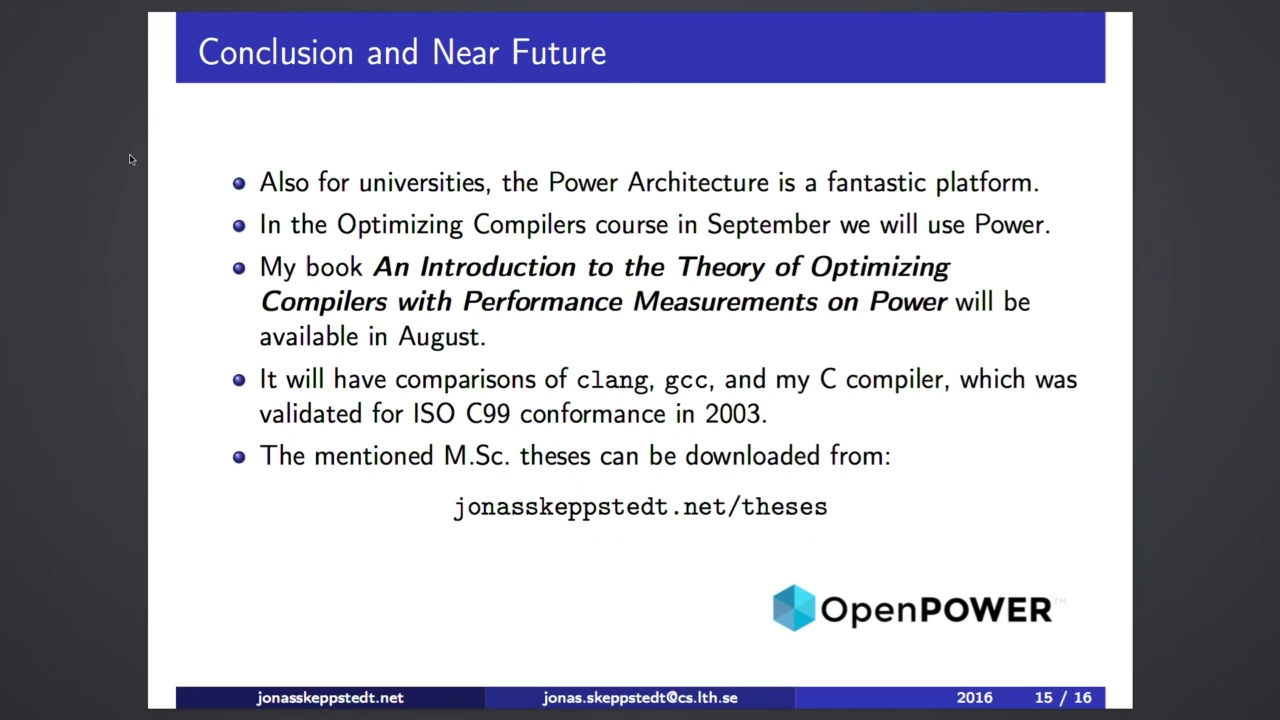 Conclusion and Near Future
Also for universities, the Power Architecture is a fantastic platform.
In the Optimizing Compilers course in September we will use Power.
My book An Introduction to the Theory of Optimizing
Compilers with Performance Measurements on Power will be
available in August.
It will have comparisons of clang, gcc, and my C compiler, which was
validated for ISO C99 conformance in 2003.
The mentioned M.Sc. theses can be downloaded from:
jonasskeppstedt.net/theses
OpenPOWER™
jonasskeppstedt.net jonas.skeppstedt@cs.lth.se 2016 15 / 16